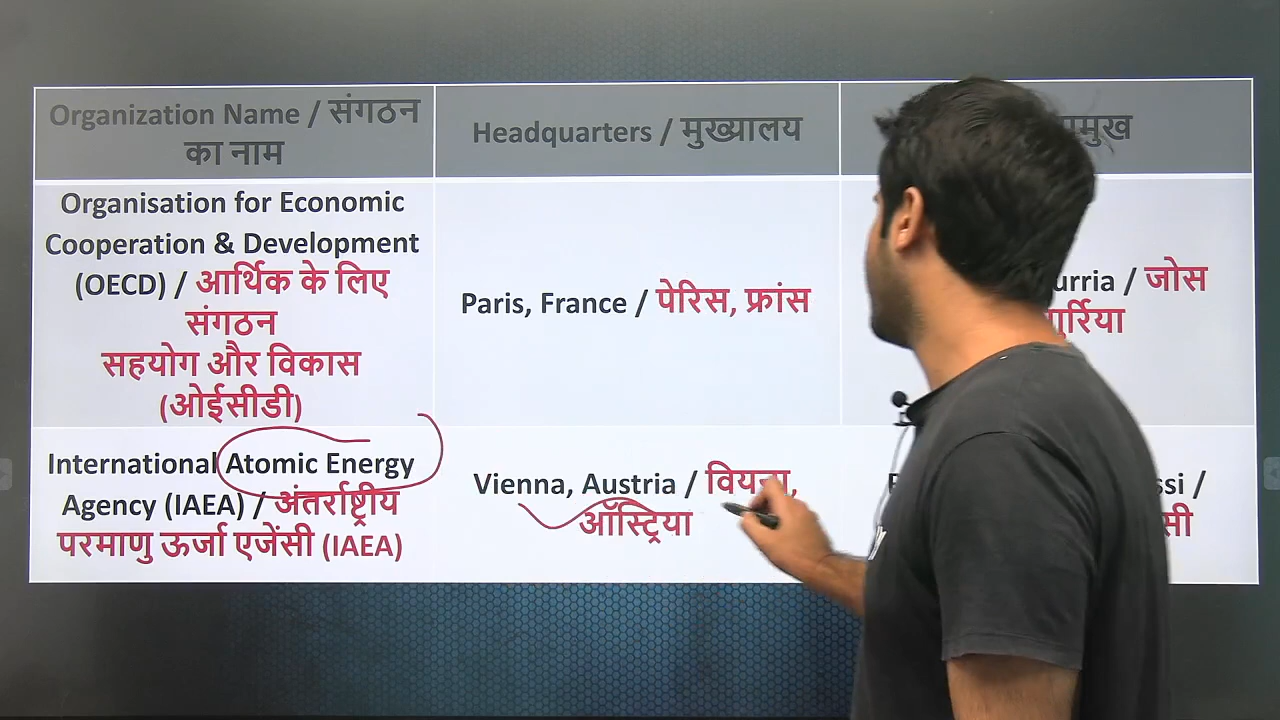 Organization Name / संगठन
का नाम
Headquarters / मुख्यालय
Organisation for Economic
Cooperation & Development
(OECD) / आर्थिक के लिए
संगठन
सहयोग और विकास
(ओईसीडी)
Paris, France / पेरिस, फ्रांस
/ जोस
International Atomic Energy
Agency (IAEA) / अंतर्राष्ट्रीय
परमाणु ऊर्जा एजेंसी (IAEA)
Vienna, Austria / वियना,
ऑस्ट्रिया
/